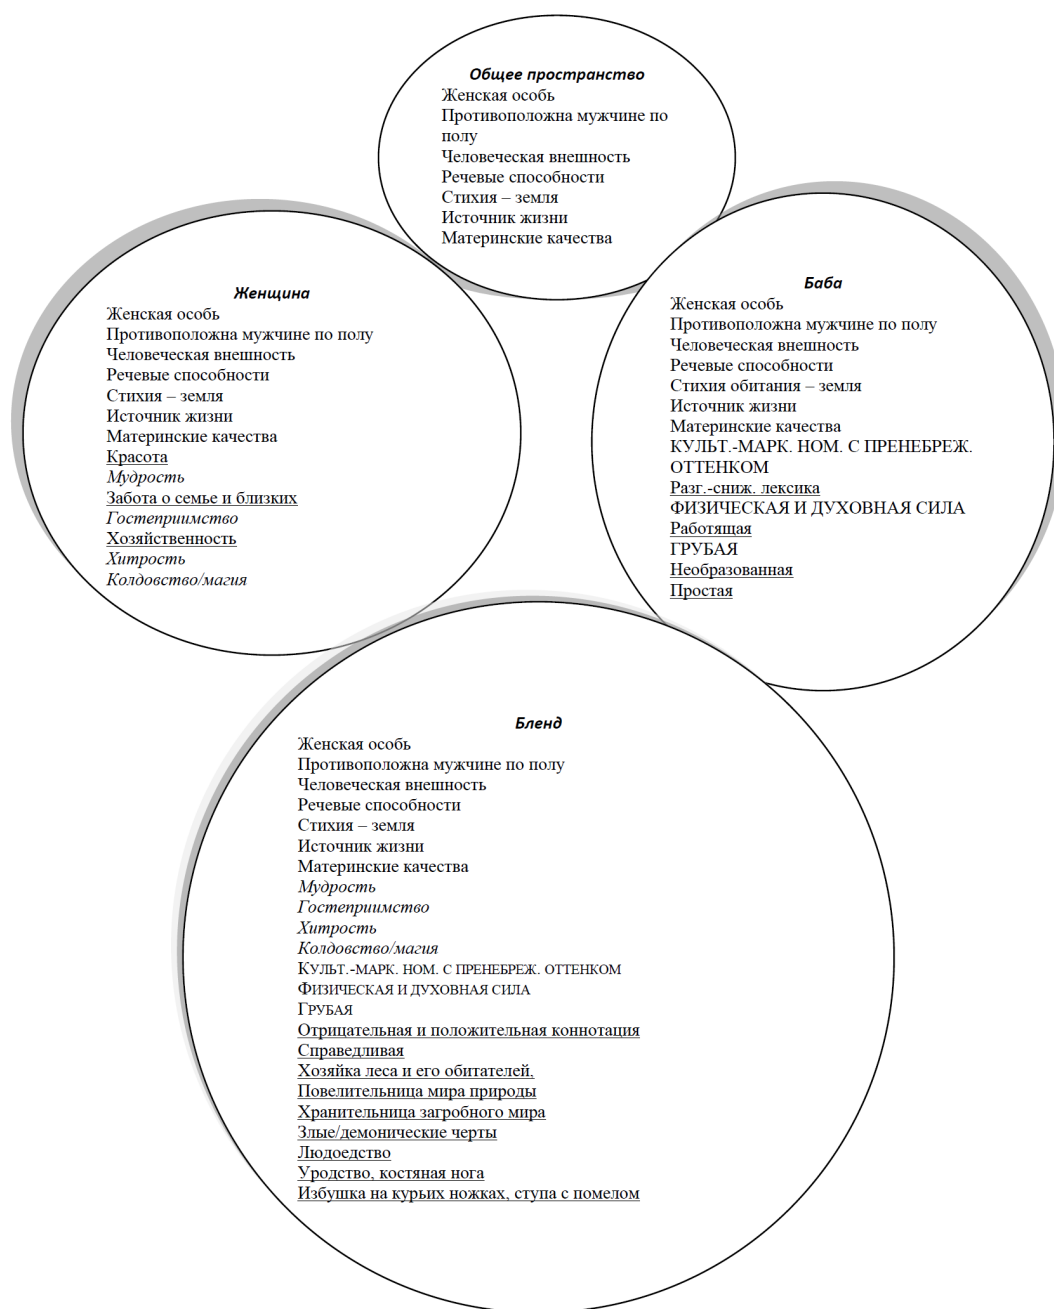 Общее пространство
Женская особь
Противоположна мужчине по
полу
Человеческая внешность
Речевые способности
Стихия – земля
Источник жизни
Материнские качества
Женщина
Женская особь
Противоположна мужчине по полу
Человеческая внешность
Речевые способности
Стихия – земля
Источник жизни
Материнские качества
Красота
Мудрость
Забота о семье и близких
Гостеприимство
Хозяйственность
Хитрость
Колдовство/магия
Баба
Женская особь
Противоположна мужчине по полу
Человеческая внешность
Речевые способности
Стихия обитания – земля
Источник жизни
Материнские качества
КУЛЬТ.-МАРК. НОМ. С ПРЕНЕБРЕЖ.
ОТТЕНКОМ
Разг.-сниж. лексика
ФИЗИЧЕСКАЯ И ДУХОВНАЯ СИЛА
Работящая
ГРУБАЯ
Необразованная
Простая
Бленд
Женская особь
Противоположна мужчине по полу
Человеческая внешность
Речевые способности
Стихия – земля
Источник жизни
Материнские качества
Мудрость
Гостеприимство
Хитрость
Колдовство/магия
КУЛЬТ.-МАРК. НОМ. С ПРЕНЕБРЕЖ. ОТТЕНКОМ
ФИЗИЧЕСКАЯ И ДУХОВНАЯ СИЛА
ГРУБАЯ
Отрицательная и положительная коннотация
Справедливая
Хозяйка леса и его обитателей,
Повелительница мира природы
Хранительница загробного мира
Злые/демонические черты
Людоедство
Уродство, костяная нога
Избушка на курьих ножках, ступа с помелом